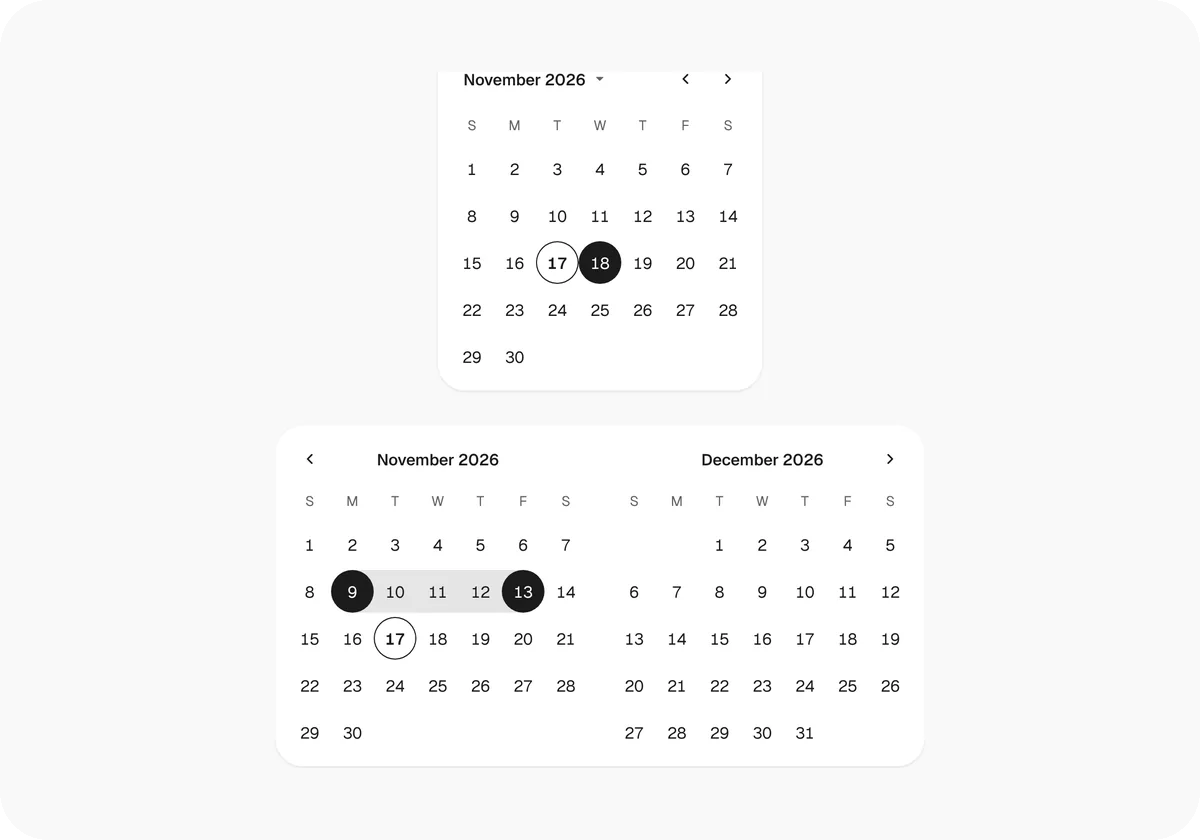 November 2026
S M T W T F S
1 2 3 4 5 6 7
8 9 10 11 12 13 14
15 16 17 18 19 20 21
22 23 24 25 26 27 28
29 30
November 2026
S M T W T F S
1 2 3 4 5 6 7
8 9 10 11 12 13 14
15 16 17 18 19 20 21
22 23 24 25 26 27 28
29 30
December 2026
S M T W T F S
1 2 3 4 5
6 7 8 9 10 11 12
13 14 15 16 17 18 19
20 21 22 23 24 25 26
27 28 29 30 31